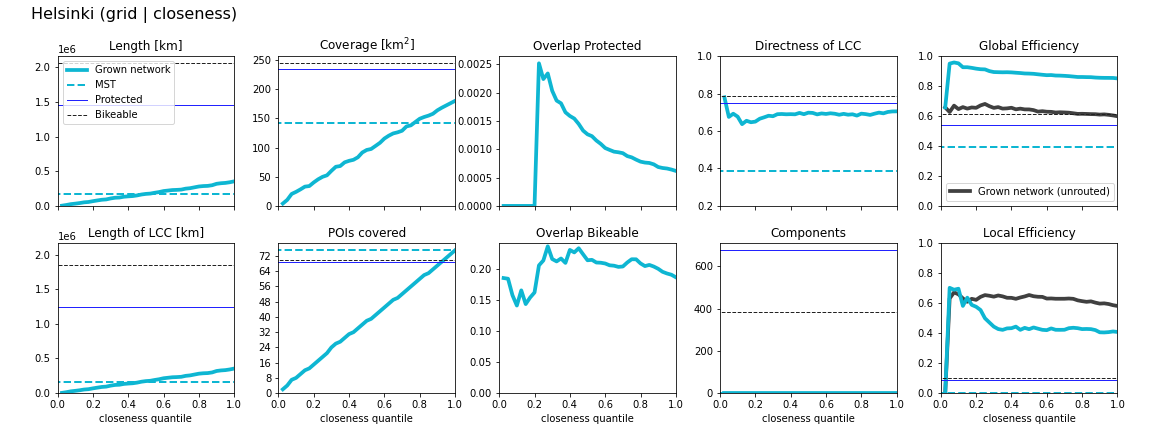 Helsinki (grid | closeness)
Length [km]
Coverage [km²]
Overlap Protected
Directness of LCC
Global Efficiency
1e6
2.0
1.5
1.0
0.5
0.0
Grown network
MST
Protected
Bikeable
250
200
150
100
50
0
0.0025
0.0020
0.0015
0.0010
0.0005
0.0000
1.0
0.8
0.6
0.4
0.2
1.0
0.8
0.6
0.4
0.2
0.0
Grown network (unrouted)
Length of LCC [km]
POIs covered
Overlap Bikeable
Components
Local Efficiency
1e6
2.0
1.5
1.0
0.5
0.0
0.0 0.2 0.4 0.6 0.8 1.0
closeness quantile
72
64
56
48
40
32
24
16
8
0
0.0 0.2 0.4 0.6 0.8 1.0
closeness quantile
0.20
0.15
0.10
0.05
0.00
0.0 0.2 0.4 0.6 0.8 1.0
closeness quantile
600
400
200
0
0.0 0.2 0.4 0.6 0.8 1.0
closeness quantile
1.0
0.8
0.6
0.4
0.2
0.0
0.0 0.2 0.4 0.6 0.8 1.0
closeness quantile